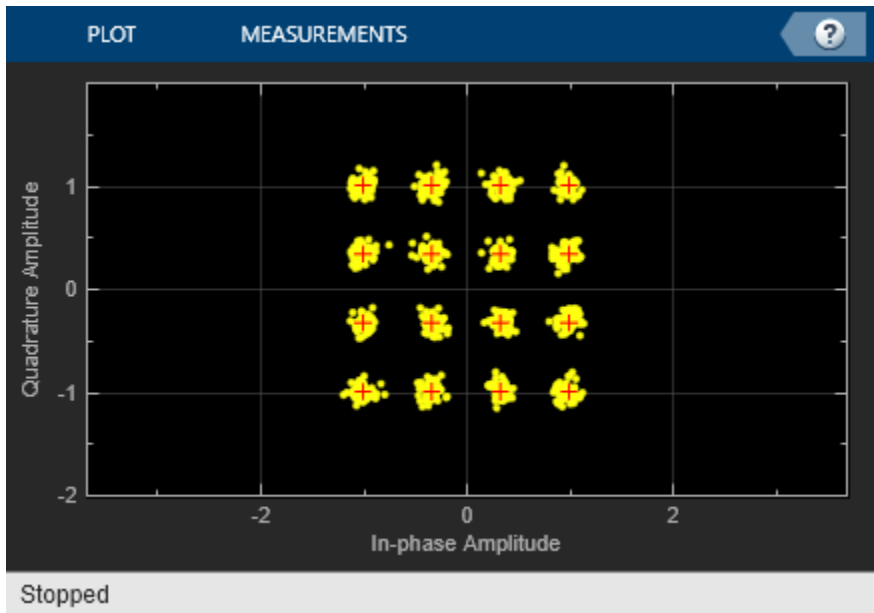 PLOT MEASUREMENTS ?
Quadrature Amplitude
1
0
-1
-2
-2 0 2
In-phase Amplitude
Stopped